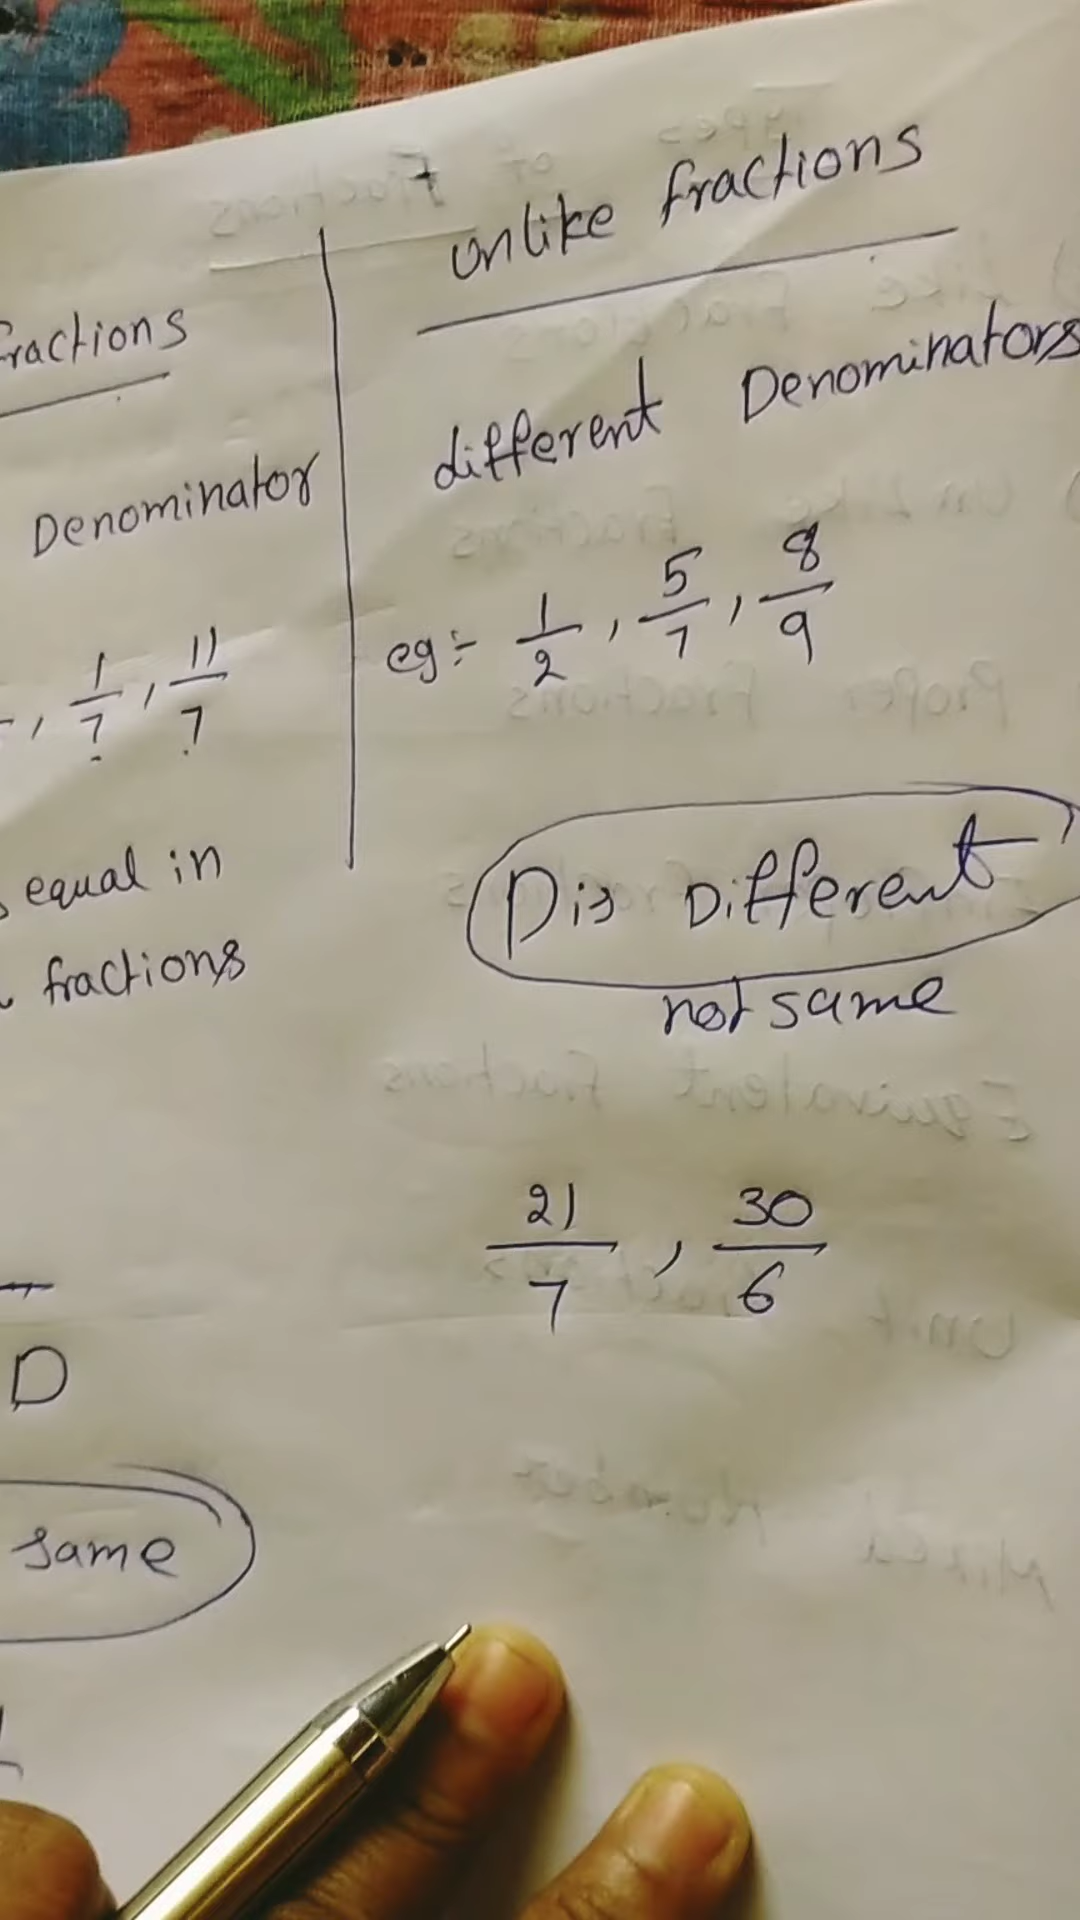 fractions
Denominator
, 1/7, 11/7
equal in
fractions
D
same
unlike fractions
different Denominators
eg:- 1/2, 5/7, 8/9
D is Different
not same
21/7, 30/6